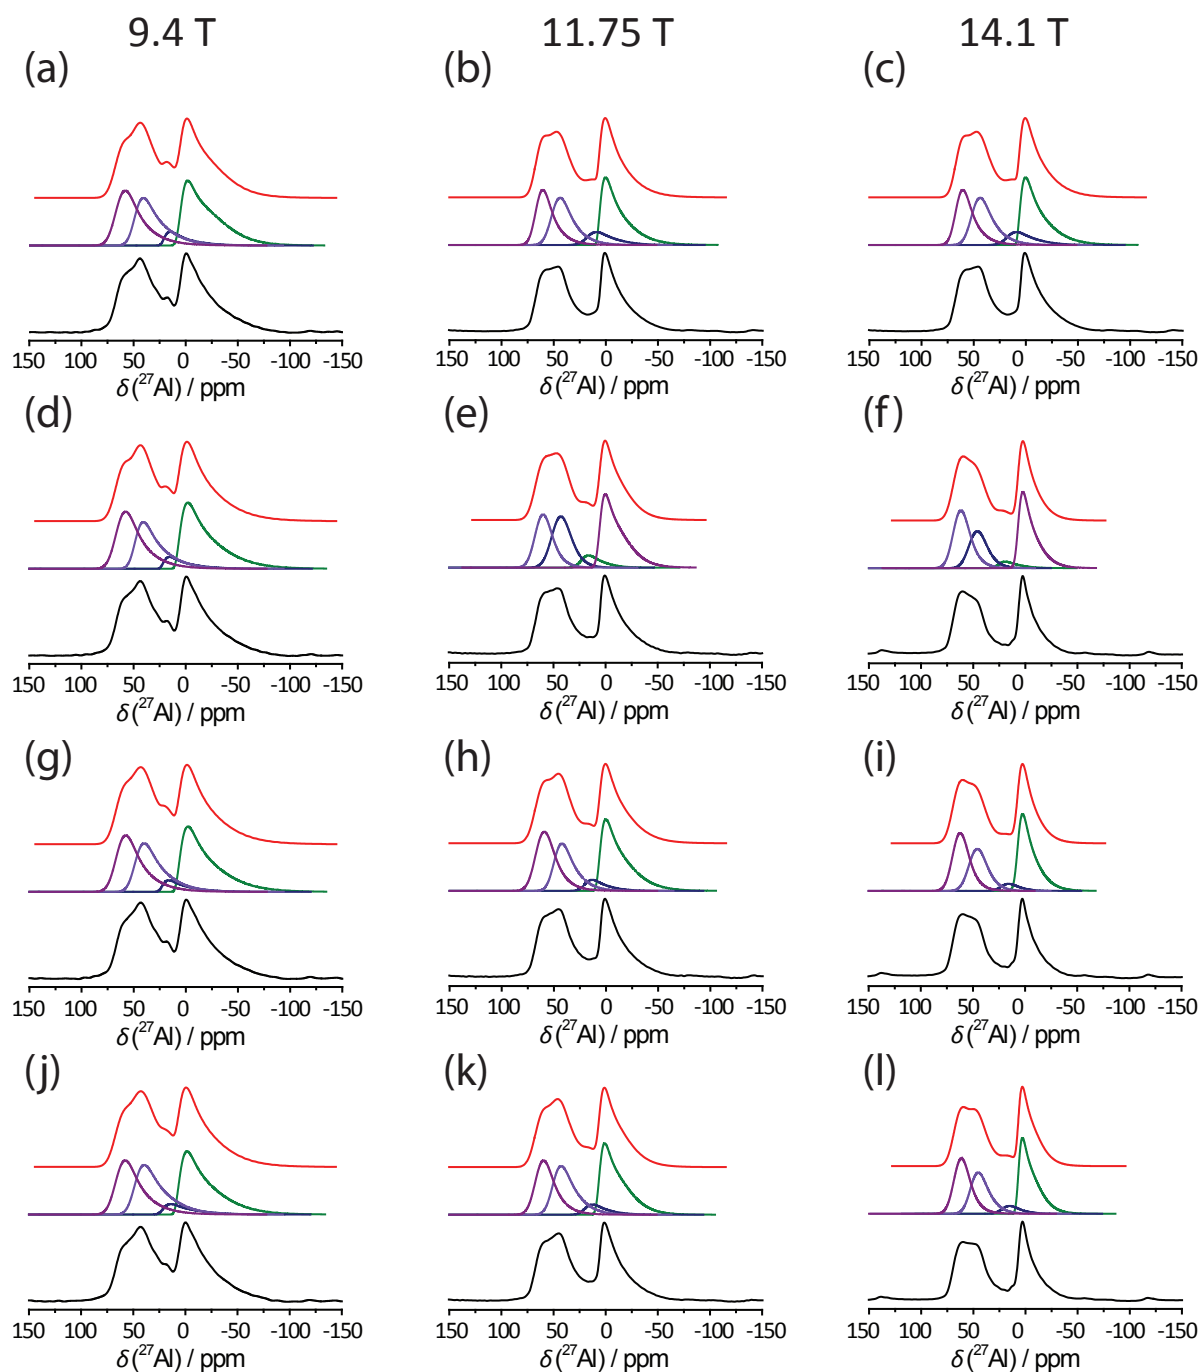 9.4 T 11.75 T 14.1 T
(a) (b) (c)
150 100 50 0 -50 -100 -150 150 100 50 0 -50 -100 -150 150 100 50 0 -50 -100 -150
δ(²⁷Al) / ppm δ(²⁷Al) / ppm δ(²⁷Al) / ppm
(d) (e) (f)
150 100 50 0 -50 -100 -150 150 100 50 0 -50 -100 -150 150 100 50 0 -50 -100 -150
δ(²⁷Al) / ppm δ(²⁷Al) / ppm δ(²⁷Al) / ppm
(g) (h) (i)
150 100 50 0 -50 -100 -150 150 100 50 0 -50 -100 -150 150 100 50 0 -50 -100 -150
δ(²⁷Al) / ppm δ(²⁷Al) / ppm δ(²⁷Al) / ppm
(j) (k) (l)
150 100 50 0 -50 -100 -150 150 100 50 0 -50 -100 -150 150 100 50 0 -50 -100 -150
δ(²⁷Al) / ppm δ(²⁷Al) / ppm δ(²⁷Al) / ppm